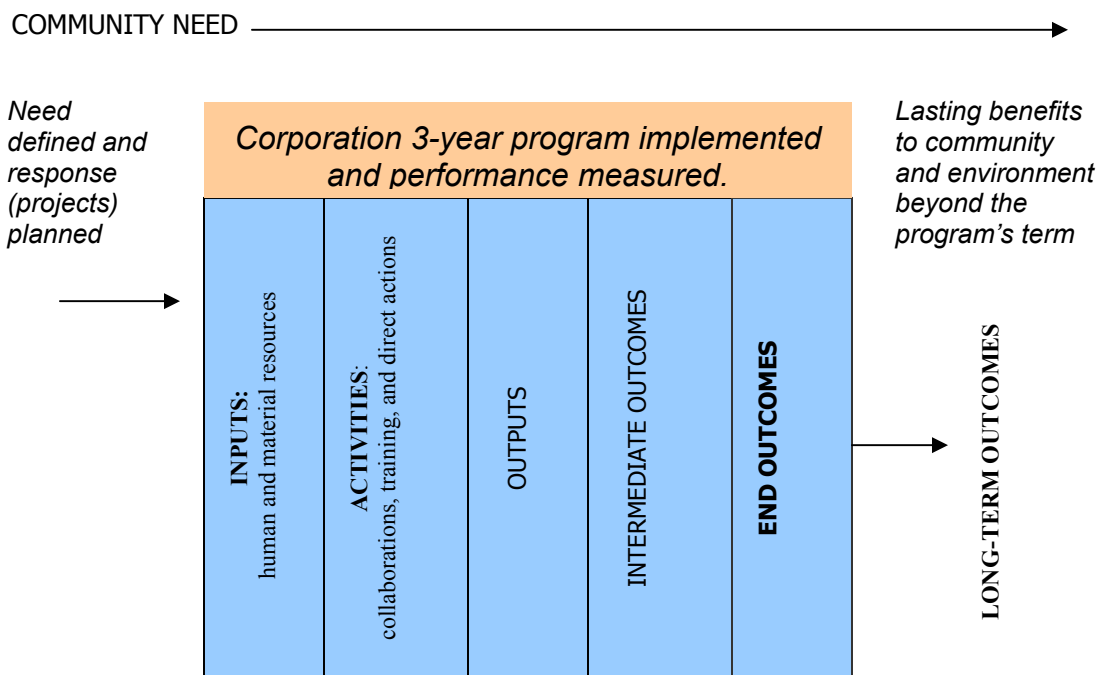 COMMUNITY NEED
Need
defined and
response
(projects)
planned
Corporation 3-year program implemented
and performance measured.
Lasting benefits
to community
and environment
beyond the
program's term
INPUTS:
human and material resources
ACTIVITIES:
collaborations, training, and direct actions
OUTPUTS
INTERMEDIATE OUTCOMES
END OUTCOMES
LONG-TERM OUTCOMES